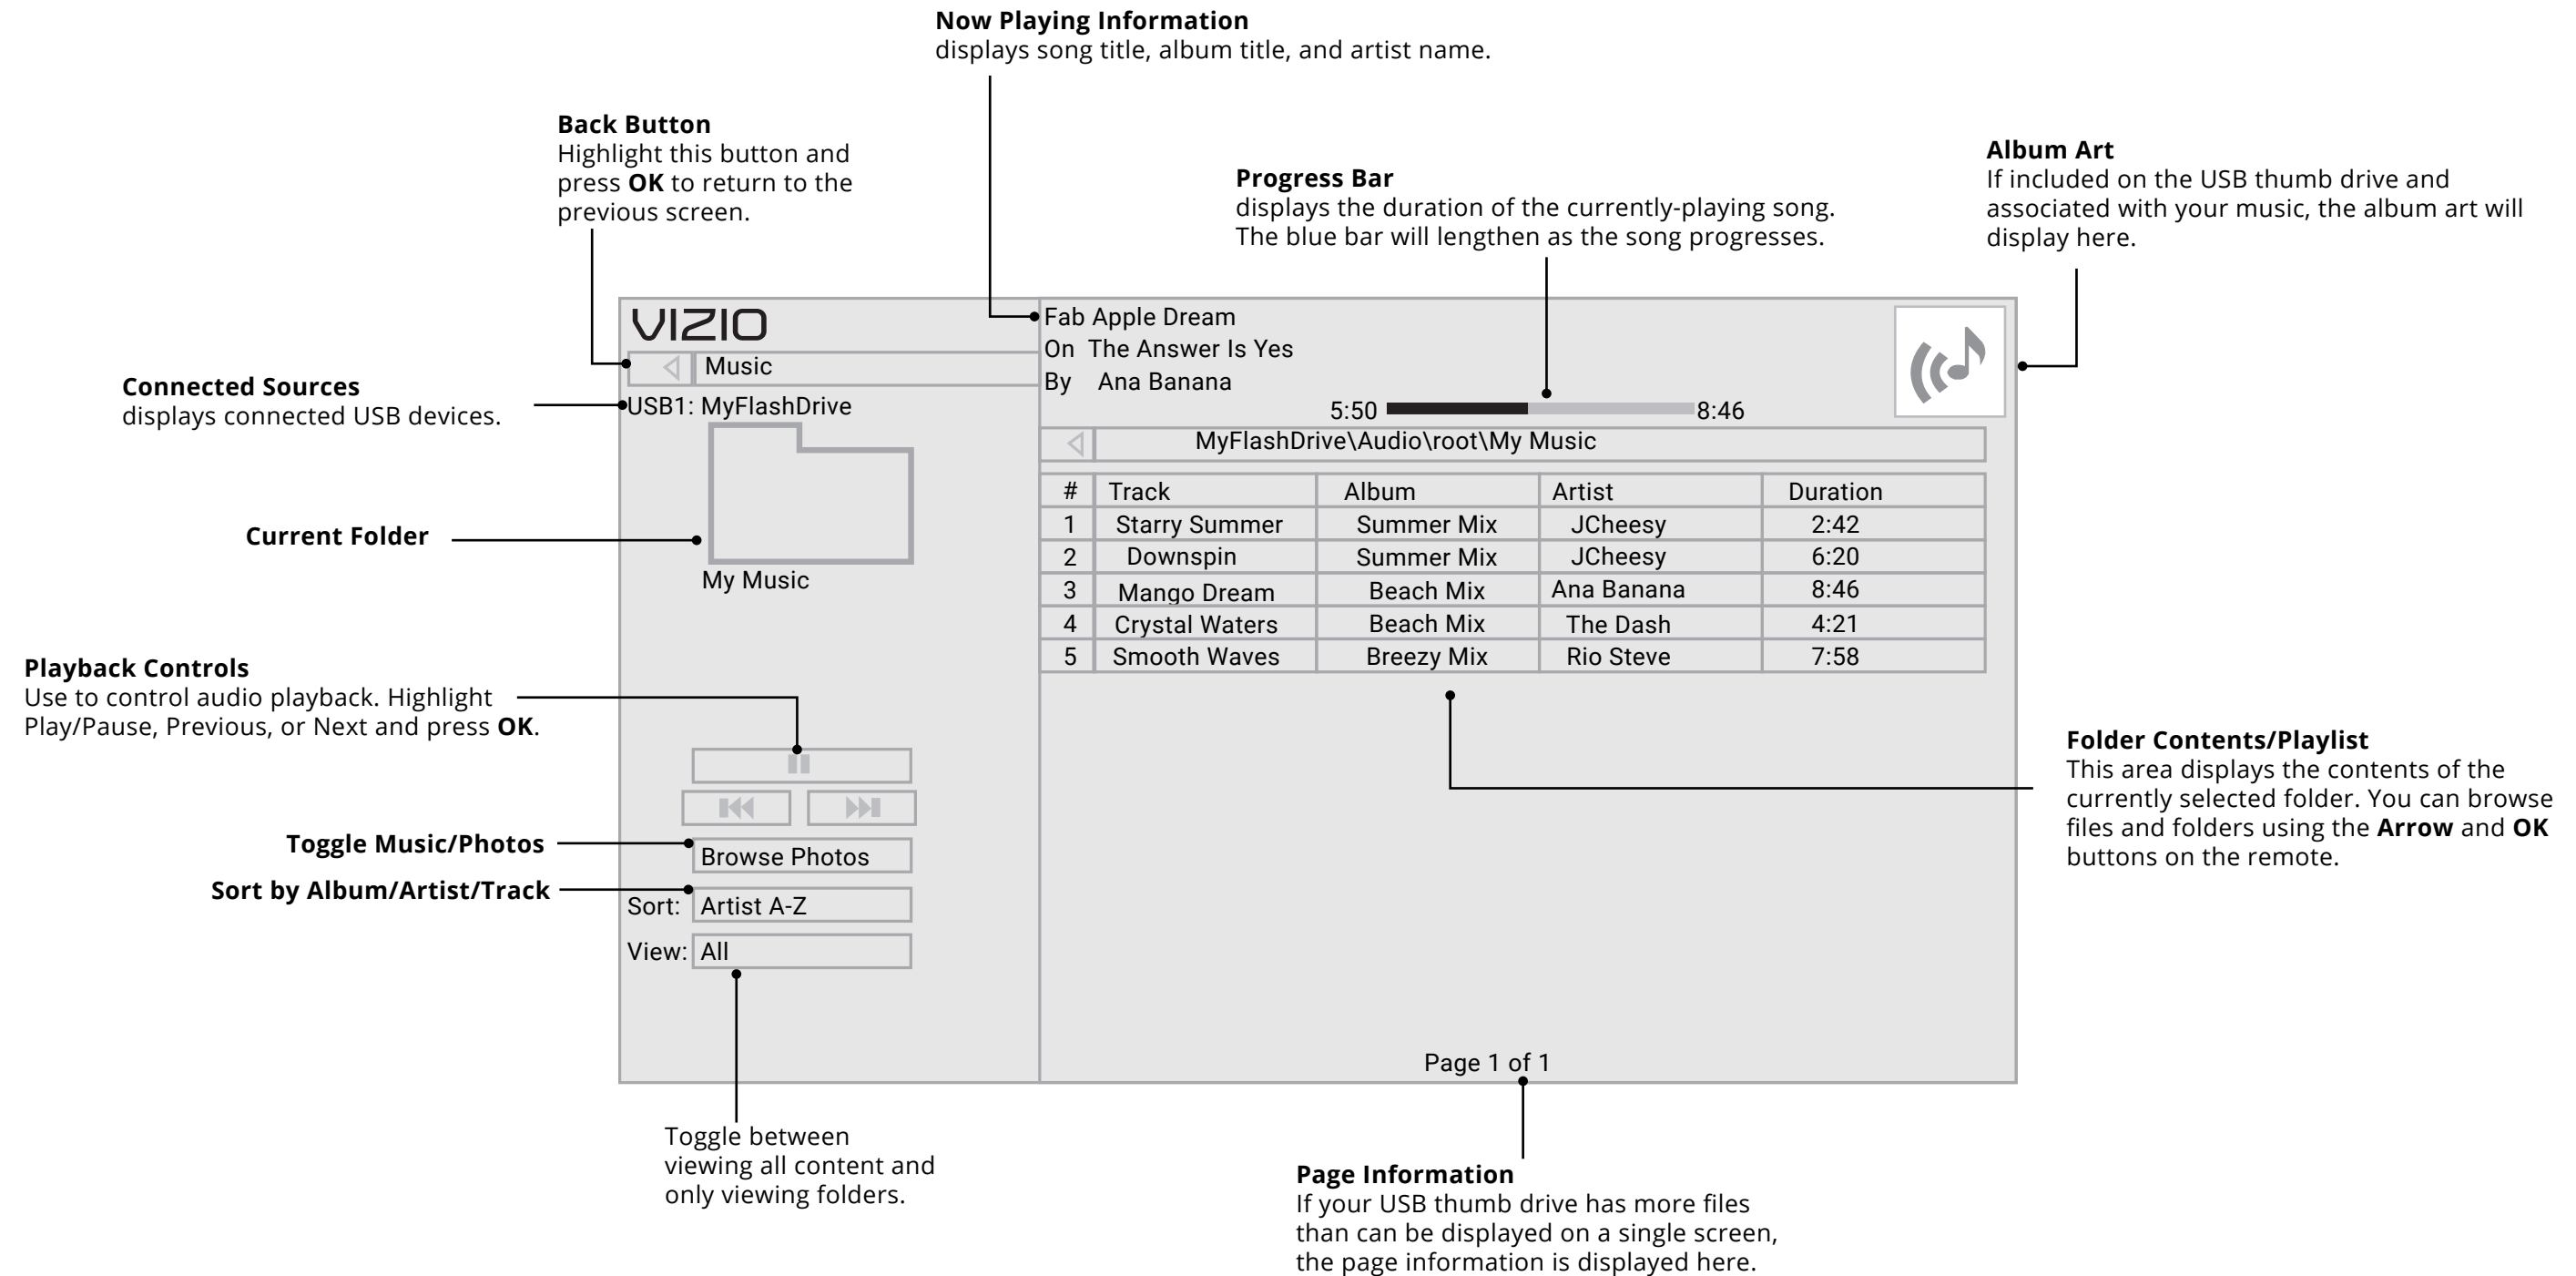 Now Playing Information
displays song title, album title, and artist name.
Back Button
Highlight this button and
press OK to return to the
previous screen.
Progress Bar
displays the duration of the currently-playing song.
The blue bar will lengthen as the song progresses.
Album Art
If included on the USB thumb drive and
associated with your music, the album art will
display here.
Connected Sources
displays connected USB devices.
Current Folder
Playback Controls
Use to control audio playback. Highlight
Play/Pause, Previous, or Next and press OK.
Toggle Music/Photos
Sort by Album/Artist/Track
VIZIO
Music
USB1: MyFlashDrive
My Music
Browse Photos
Sort: Artist A-Z
View: All
Fab Apple Dream
On The Answer Is Yes
By Ana Banana
5:50 8:46
MyFlashDrive\Audio\root\My Music
# Track Album Artist Duration
1 Starry Summer Summer Mix JCheesy 2:42
2 Downspin Summer Mix JCheesy 6:20
3 Mango Dream Beach Mix Ana Banana 8:46
4 Crystal Waters Beach Mix The Dash 4:21
5 Smooth Waves Breezy Mix Rio Steve 7:58
Page 1 of 1
Folder Contents/Playlist
This area displays the contents of the
currently selected folder. You can browse
files and folders using the Arrow and OK
buttons on the remote.
Toggle between
viewing all content and
only viewing folders.
Page Information
If your USB thumb drive has more files
than can be displayed on a single screen,
the page information is displayed here.